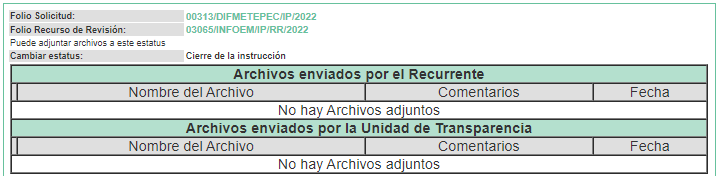 Folio Solicitud: 00313/DIFMETEPEC/IP/2022
Folio Recurso de Revisión: 03065/INFOEM/IP/RR/2022
Puede adjuntar archivos a este estatus
Cambiar estatus: Cierre de la instrucción
Archivos enviados por el Recurrente
Nombre del Archivo Comentarios Fecha
No hay Archivos adjuntos
Archivos enviados por la Unidad de Transparencia
Nombre del Archivo Comentarios Fecha
No hay Archivos adjuntos